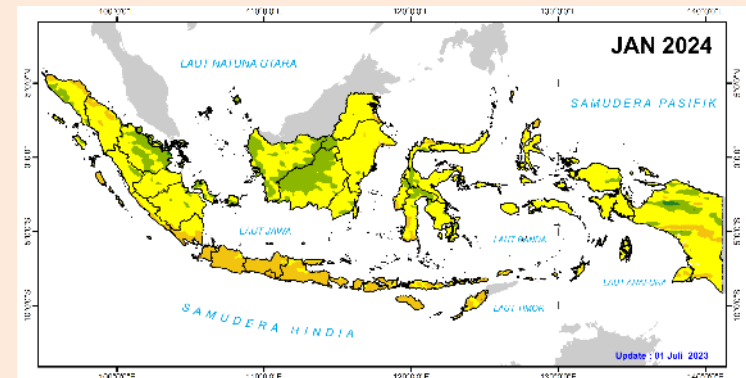 JAN 2024
LAUT NATUNA UTARA
SAMUDERA PASIFIK
LAUT JAWA
LAUT BANDA
LAUT ARAFURA
LAUT TIMOR
SAMUDERA HINDIA
Update : 01 Juli 2023